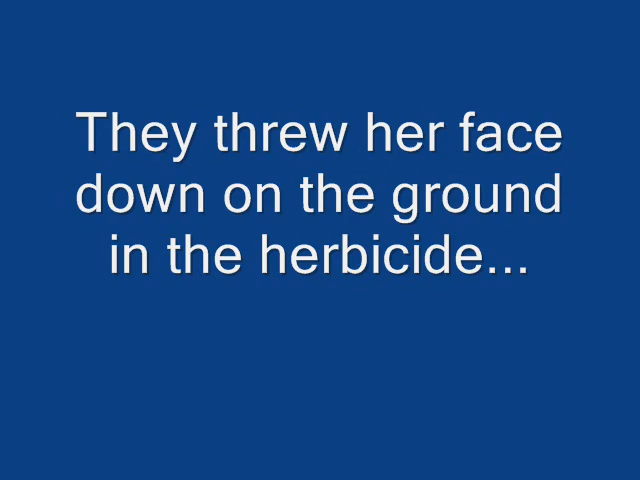 They threw her face
down on the ground
in the herbicide...